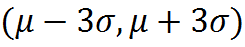 (μ − 3σ, μ + 3σ)